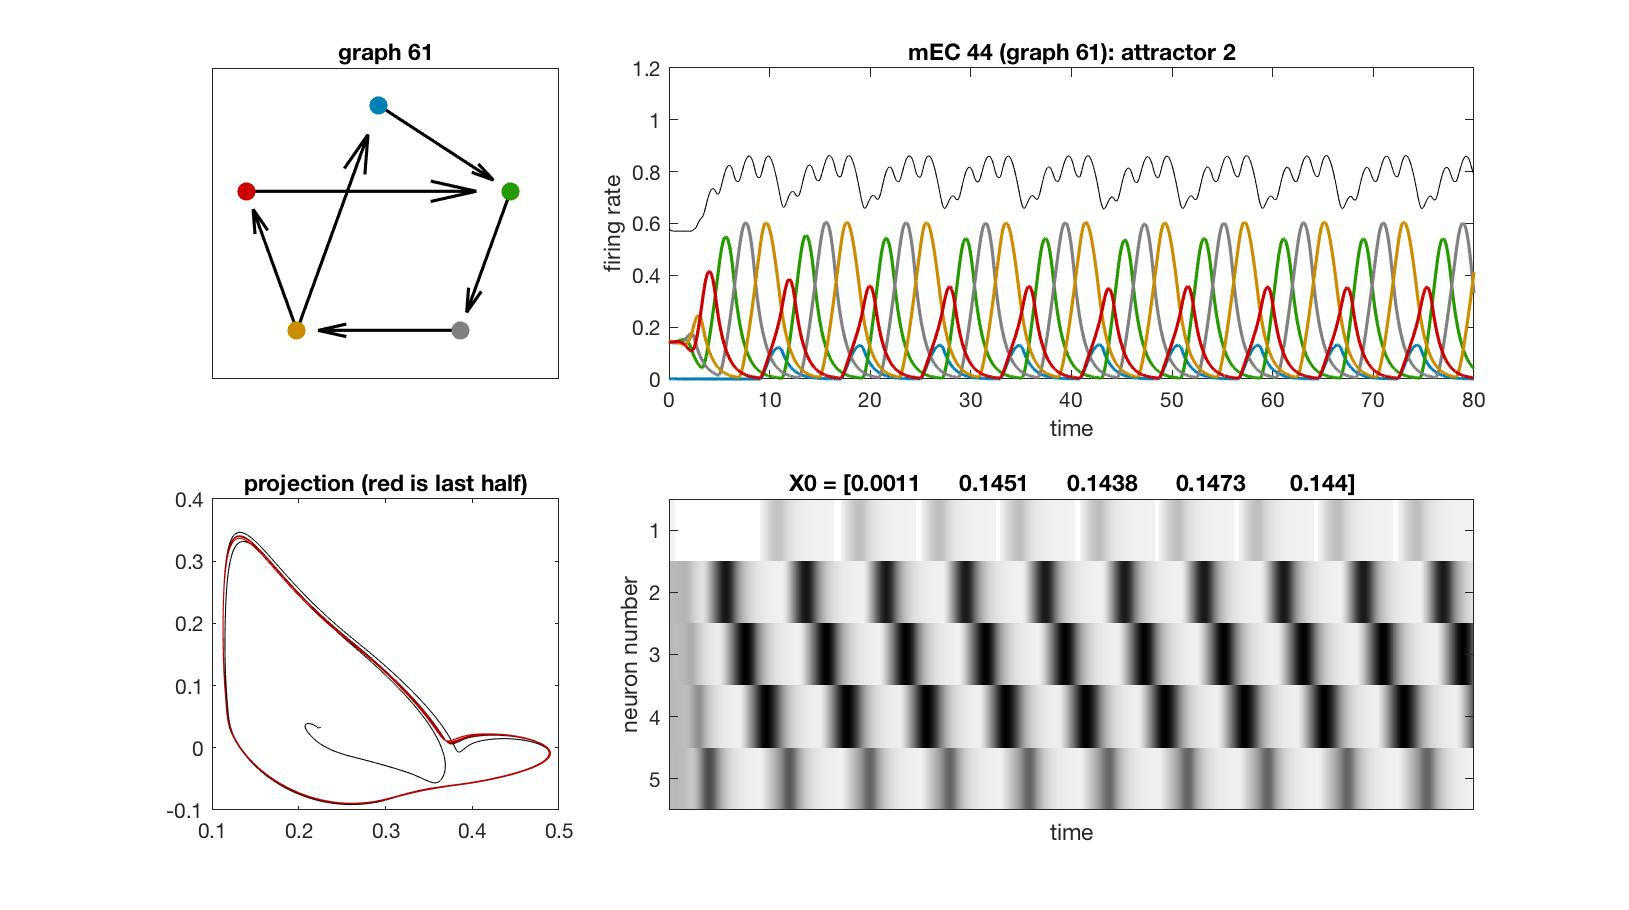 graph 61
mEC 44 (graph 61): attractor 2
1.2
1
0.8
0.6
0.4
0.2
0
firing rate
0 10 20 30 40 50 60 70 80
time
projection (red is last half)
0.4
0.3
0.2
0.1
0
-0.1
0.1 0.2 0.3 0.4 0.5
X0 = [0.0011 0.1451 0.1438 0.1473 0.144]
1
2
3
4
5
neuron number
time